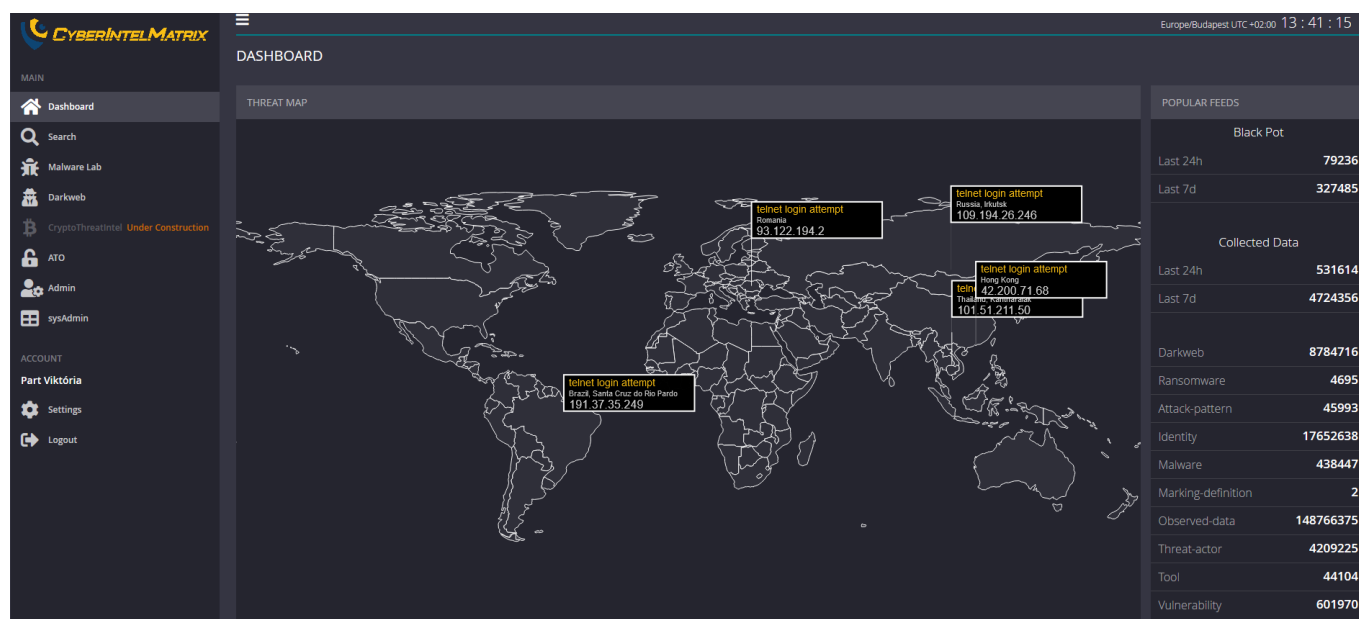 CyberIntelMatrix
Europe/Budapest UTC +02:00 13 : 41 : 15
DASHBOARD
MAIN
Dashboard
Search
Malware Lab
Darkweb
CryptoThreatIntel Under Construction
ATO
Admin
sysAdmin
ACCOUNT
Part Viktória
Settings
Logout
THREAT MAP
telnet login attempt
Romania
93.122.194.2
telnet login attempt
Russia, Irkutsk
109.194.26.246
telnet login attempt
Hong Kong
42.200.71.68
Thailand, Kantharalak
101.51.211.50
telnet login attempt
Brazil, Santa Cruz do Rio Pardo
191.37.35.249
POPULAR FEEDS
Black Pot
Last 24h 79236
Last 7d 327485
Collected Data
Last 24h 531614
Last 7d 4724356
Darkweb 8784716
Ransomware 4695
Attack-pattern 45993
Identity 17652638
Malware 438447
Marking-definition 2
Observed-data 148766375
Threat-actor 4209225
Tool 44104
Vulnerability 601970